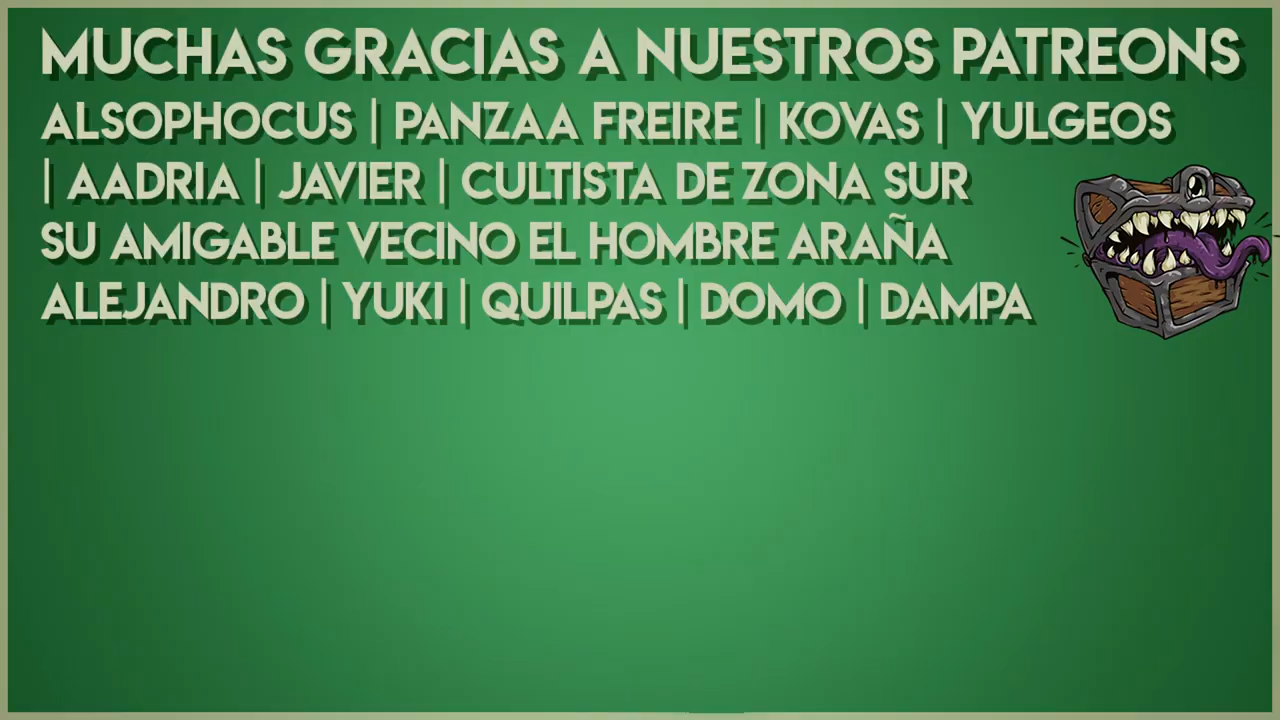 MUCHAS GRACIAS A NUESTROS PATREONS
ALSOPHOCUS | PANZAA FREIRE | KOVAS | YULGEOS
| AADRIA | JAVIER | CULTISTA DE ZONA SUR
SU AMIGABLE VECINO EL HOMBRE ARAÑA
ALEJANDRO | YUKI | QUILPAS | DOMO | DAMPA